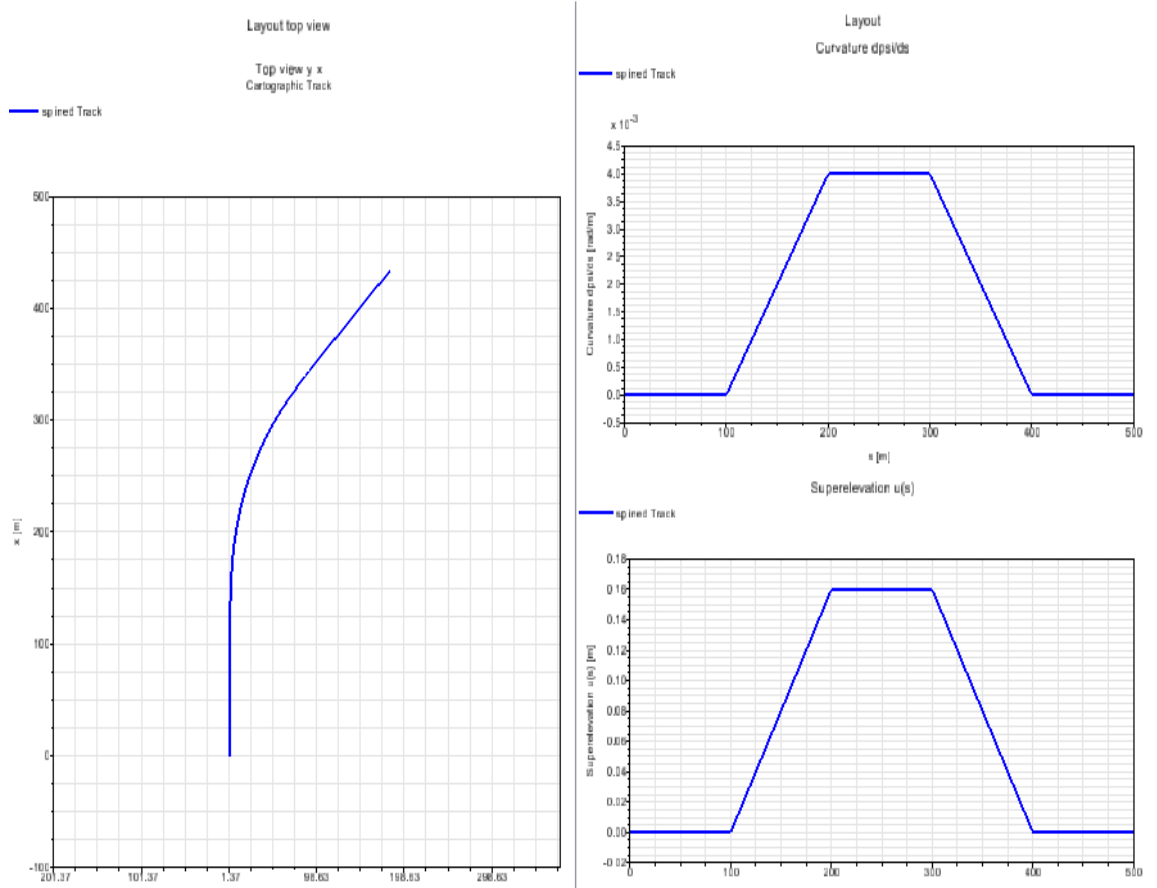 Layout top view
Top view y x
Cartographic Track
spined Track
500
400
300
200
100
0
-100
x [m]
201.37 101.37 1.37 98.63 198.63 298.63
Layout
Curvature dpsi/ds
spined Track
x 10^-3
4.5
4.0
3.5
3.0
2.5
2.0
1.5
1.0
0.5
0.0
-0.5
Curvature dpsi/ds [rad/m]
0 100 200 300 400 500
s [m]
Superelevation u(s)
spined Track
0.18
0.16
0.14
0.12
0.10
0.08
0.06
0.04
0.02
0.00
-0.02
Superelevation u(s) [m]
0 100 200 300 400 500